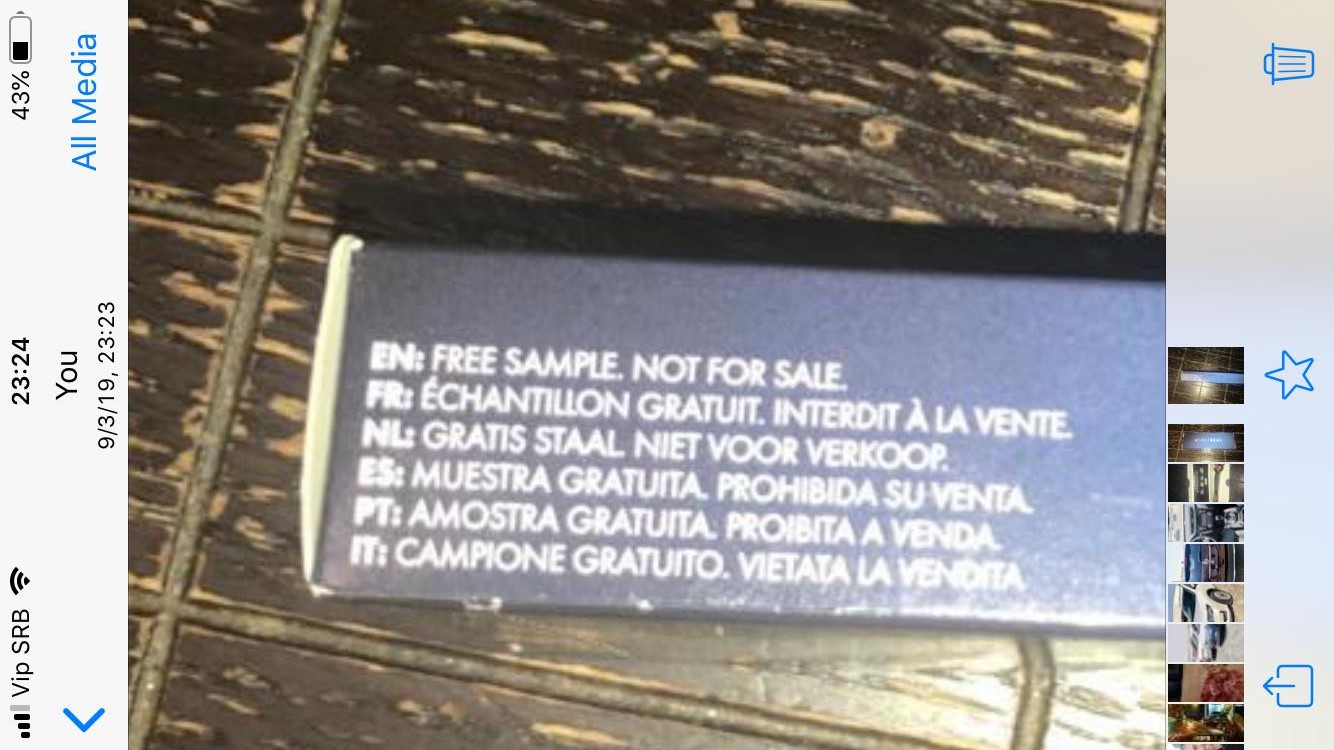 Vip SRB
23:24
43%
You
9/3/19, 23:23
All Media
EN: FREE SAMPLE. NOT FOR SALE.
FR: ÉCHANTILLON GRATUIT. INTERDIT À LA VENTE.
NL: GRATIS STAAL. NIET VOOR VERKOOP.
ES: MUESTRA GRATUITA. PROHIBIDA SU VENTA.
PT: AMOSTRA GRATUITA. PROIBITA A VENDA.
IT: CAMPIONE GRATUITO. VIETATA LA VENDITA